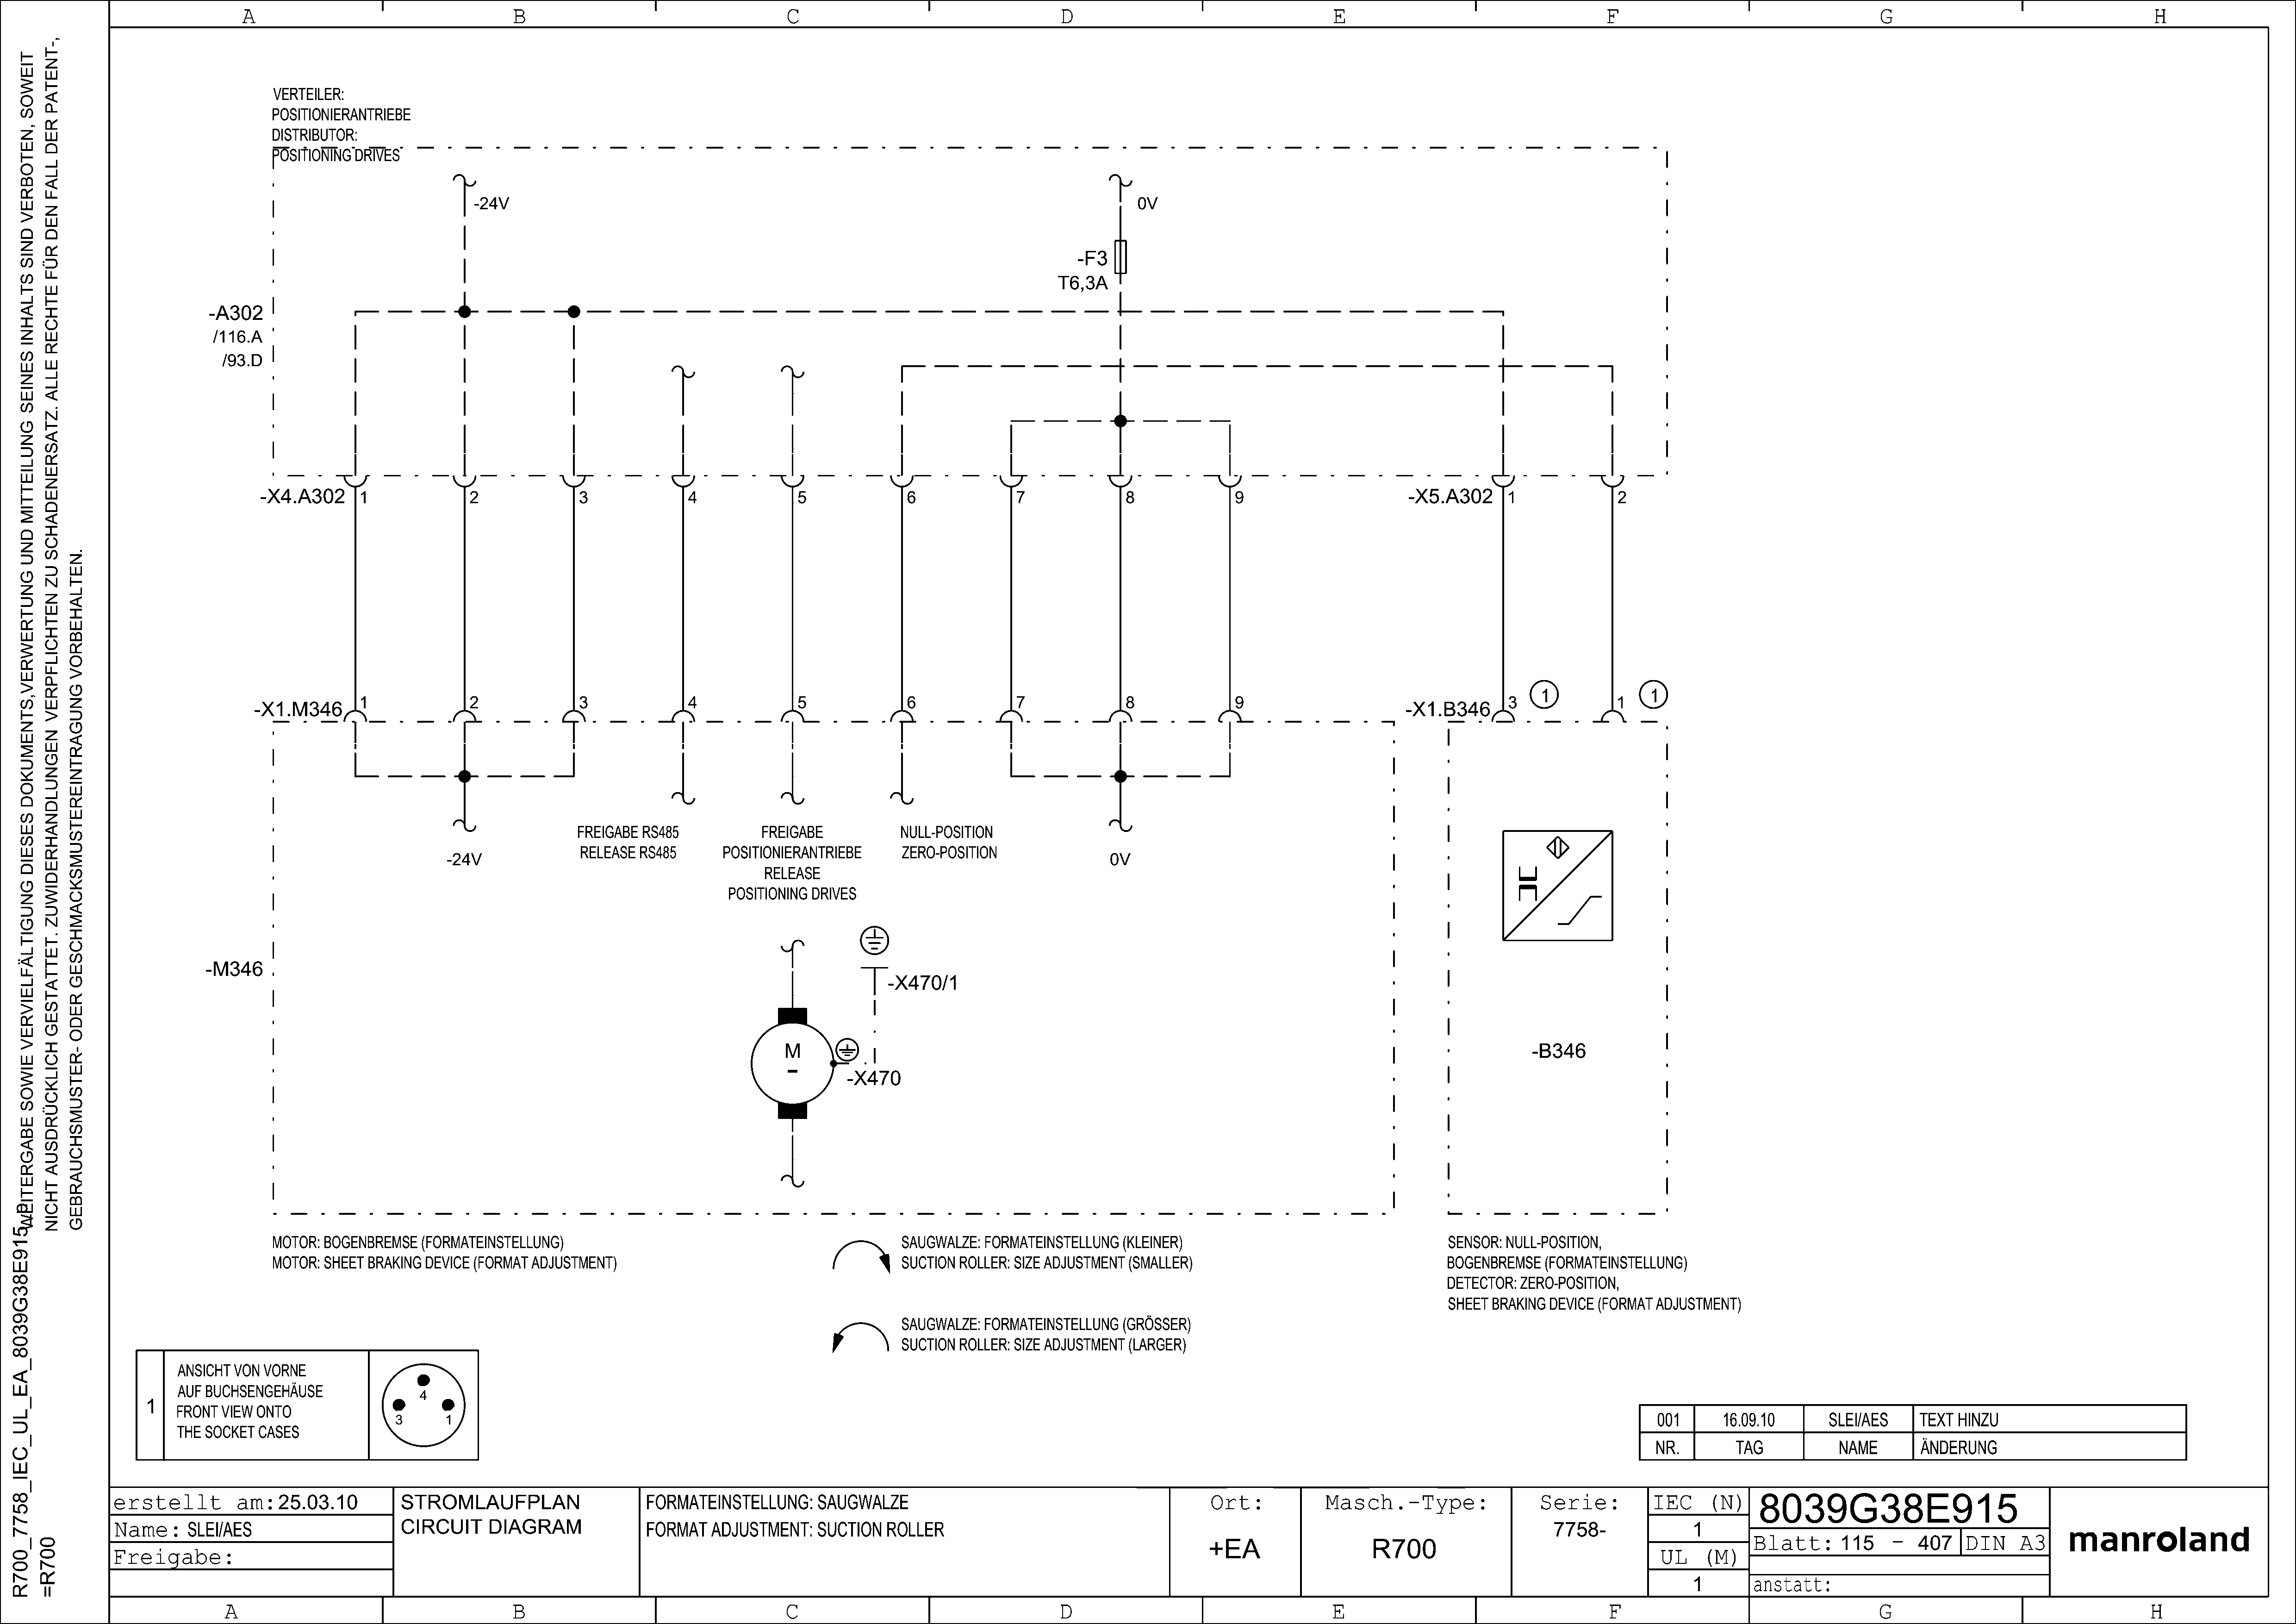 A B C D E F G H
WEITERGABE SOWIE VERVIELFÄLTIGUNG DIESES DOKUMENTS,VERWERTUNG UND MITTEILUNG SEINES INHALTS SIND VERBOTEN, SOWEIT
NICHT AUSDRÜCKLICH GESTATTET. ZUWIDERHANDLUNGEN VERPFLICHTEN ZU SCHADENERSATZ. ALLE RECHTE FÜR DEN FALL DER PATENT-,
GEBRAUCHSMUSTER- ODER GESCHMACKSMUSTEREINTRAGUNG VORBEHALTEN.
=R700
VERTEILER:
POSITIONIERANTRIEBE
DISTRIBUTOR:
POSITIONING DRIVES
-24V
0V
-F3
T6,3A
-A302
/116.A
/93.D
-X4.A302 1 2 3 4 5 6 7 8 9
-X5.A302 1 2
-X1.M346 1 2 3 4 5 6 7 8 9
-X1.B346 3 1 1 1
-24V
FREIGABE RS485
RELEASE RS485
FREIGABE
POSITIONIERANTRIEBE
RELEASE
POSITIONING DRIVES
NULL-POSITION
ZERO-POSITION
0V
-M346
-X470/1
M
-X470
-B346
MOTOR: BOGENBREMSE (FORMATEINSTELLUNG)
MOTOR: SHEET BRAKING DEVICE (FORMAT ADJUSTMENT)
SAUGWALZE: FORMATEINSTELLUNG (KLEINER)
SUCTION ROLLER: SIZE ADJUSTMENT (SMALLER)
SAUGWALZE: FORMATEINSTELLUNG (GRÖSSER)
SUCTION ROLLER: SIZE ADJUSTMENT (LARGER)
SENSOR: NULL-POSITION,
BOGENBREMSE (FORMATEINSTELLUNG)
DETECTOR: ZERO-POSITION,
SHEET BRAKING DEVICE (FORMAT ADJUSTMENT)
1
ANSICHT VON VORNE
AUF BUCHSENGEHÄUSE
FRONT VIEW ONTO
THE SOCKET CASES
4
3 1
001 16.09.10 SLEI/AES TEXT HINZU
NR. TAG NAME ÄNDERUNG
erstellt am: 25.03.10
Name: SLEI/AES
Freigabe:
STROMLAUFPLAN
CIRCUIT DIAGRAM
FORMATEINSTELLUNG: SAUGWALZE
FORMAT ADJUSTMENT: SUCTION ROLLER
Ort:
+EA
Masch.-Type:
R700
Serie:
7758-
IEC (N)
1
UL (M)
1
8039G38E915
Blatt: 115 - 407 DIN A3
anstatt:
manroland
A B C D E F G H